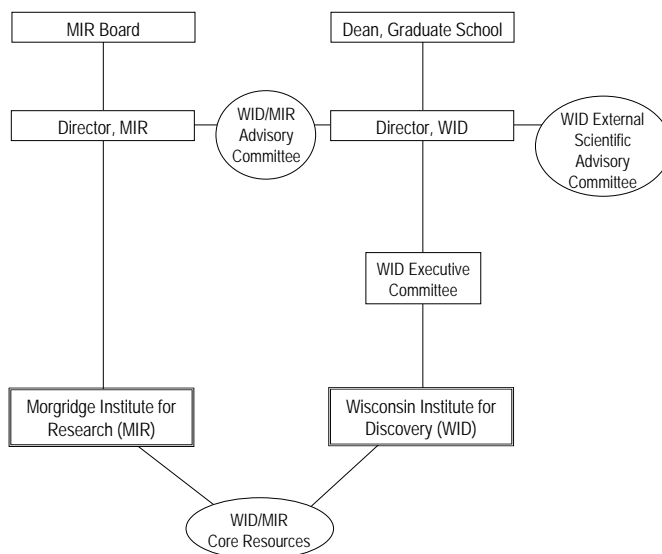 MIR Board
Dean, Graduate School
Director, MIR
WID/MIR
Advisory
Committee
Director, WID
WID External
Scientific
Advisory
Committee
WID Executive
Committee
Morgridge Institute for
Research (MIR)
Wisconsin Institute for
Discovery (WID)
WID/MIR
Core Resources